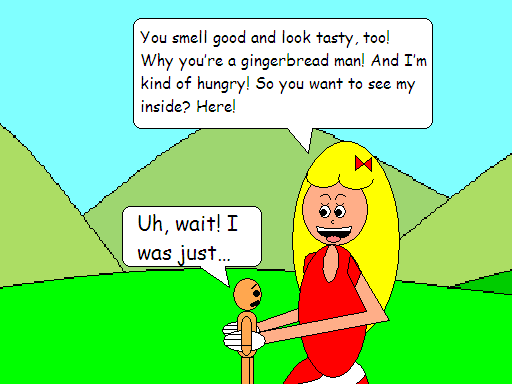 You smell good and look tasty, too!
Why you're a gingerbread man! And I'm
kind of hungry! So you want to see my
inside? Here!
Uh, wait! I
was just...